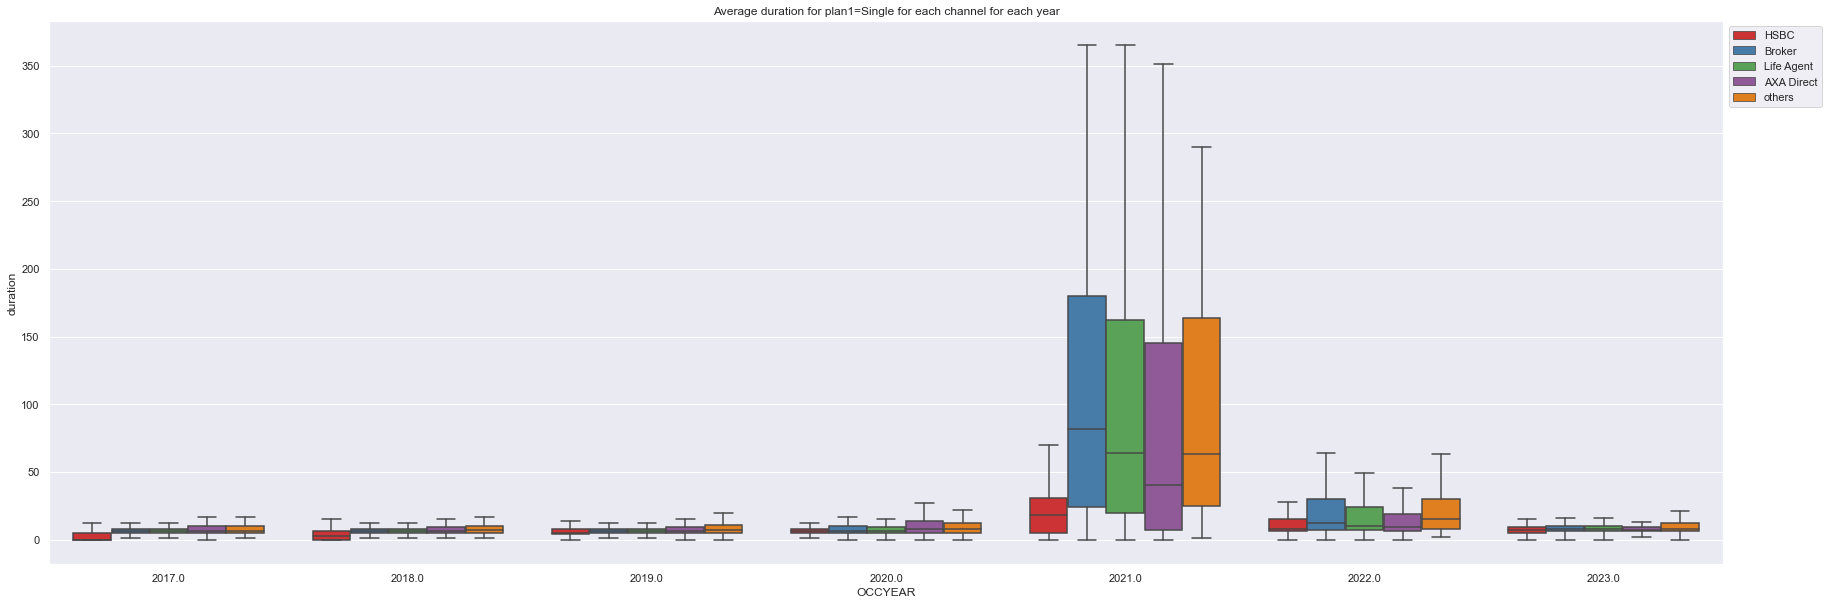 Average duration for plan1=Single for each channel for each year
HSBC
Broker
Life Agent
AXA Direct
others
350
300
250
200
150
100
50
0
duration
2017.0 2018.0 2019.0 2020.0 2021.0 2022.0 2023.0
OCCYEAR